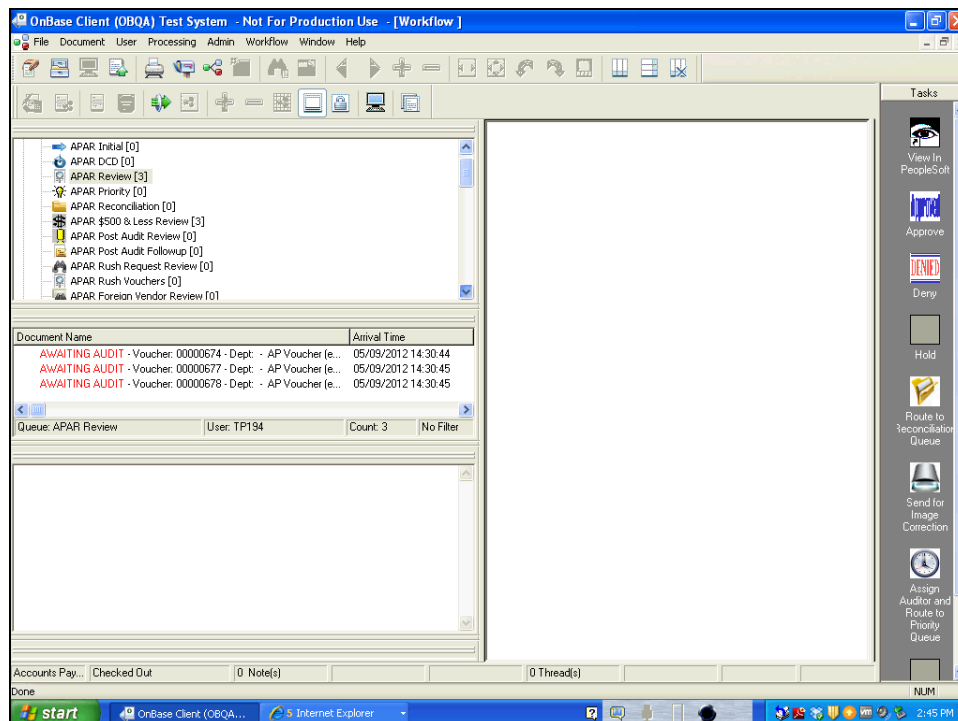 OnBase Client (OBQA) Test System - Not For Production Use - [Workflow ]
File Document User Processing Admin Workflow Window Help
Tasks
View In
PeopleSoft
Approved
Approve
DENIED
Deny
Hold
Route to
Reconciliation
Queue
Send for
Image
Correction
Assign
Auditor and
Route to
Priority
Queue
APAR Initial [0]
APAR DCD [0]
APAR Review [3]
APAR Priority [0]
APAR Reconciliation [0]
APAR $500 & Less Review [3]
APAR Post Audit Review [0]
APAR Post Audit Followup [0]
APAR Rush Request Review [0]
APAR Rush Vouchers [0]
APAR Foreign Vendor Review [0]
Document Name Arrival Time
AWAITING AUDIT - Voucher: 00000674 - Dept: - AP Voucher (e... 05/09/2012 14:30:44
AWAITING AUDIT - Voucher: 00000677 - Dept: - AP Voucher (e... 05/09/2012 14:30:45
AWAITING AUDIT - Voucher: 00000678 - Dept: - AP Voucher (e... 05/09/2012 14:30:45
Queue: APAR Review User: TP194 Count: 3 No Filter
Accounts Pay... Checked Out 0 Note(s) 0 Thread(s)
Done NUM
start OnBase Client (OBQA... 5 Internet Explorer 2:45 PM